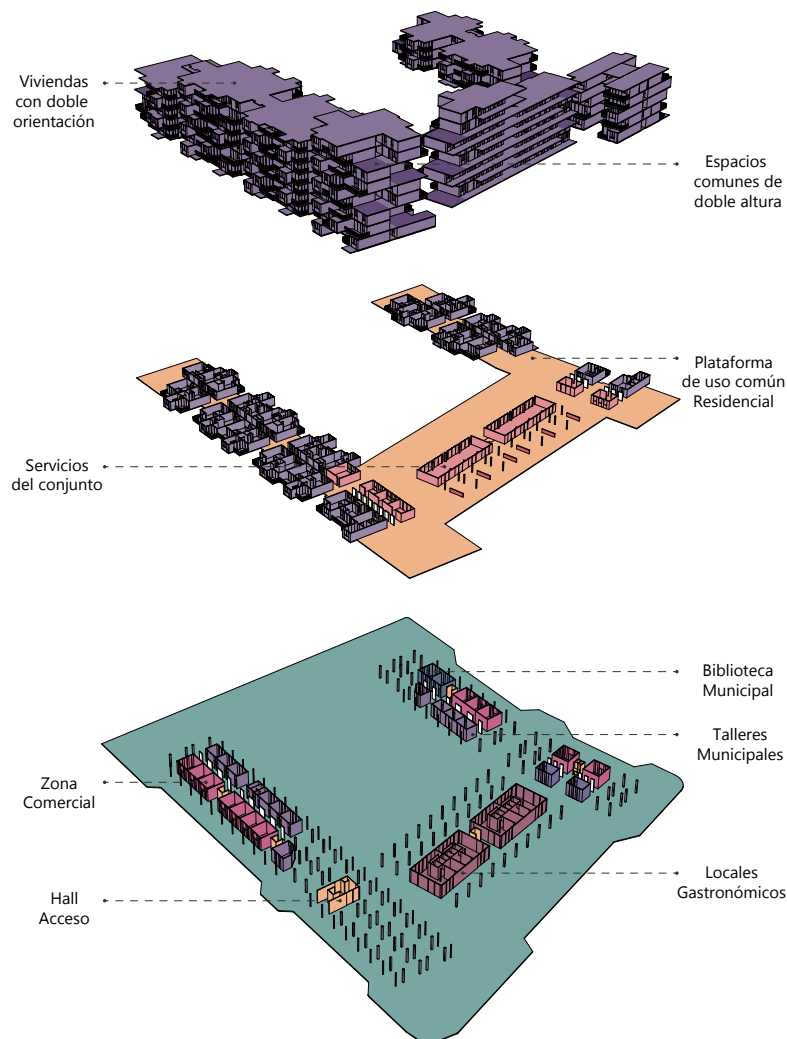 Viviendas
con doble
orientación
Espacios
comunes de
doble altura
Plataforma
de uso común
Residencial
Servicios
del conjunto
Biblioteca
Municipal
Talleres
Municipales
Zona
Comercial
Locales
Gastronómicos
Hall
Acceso